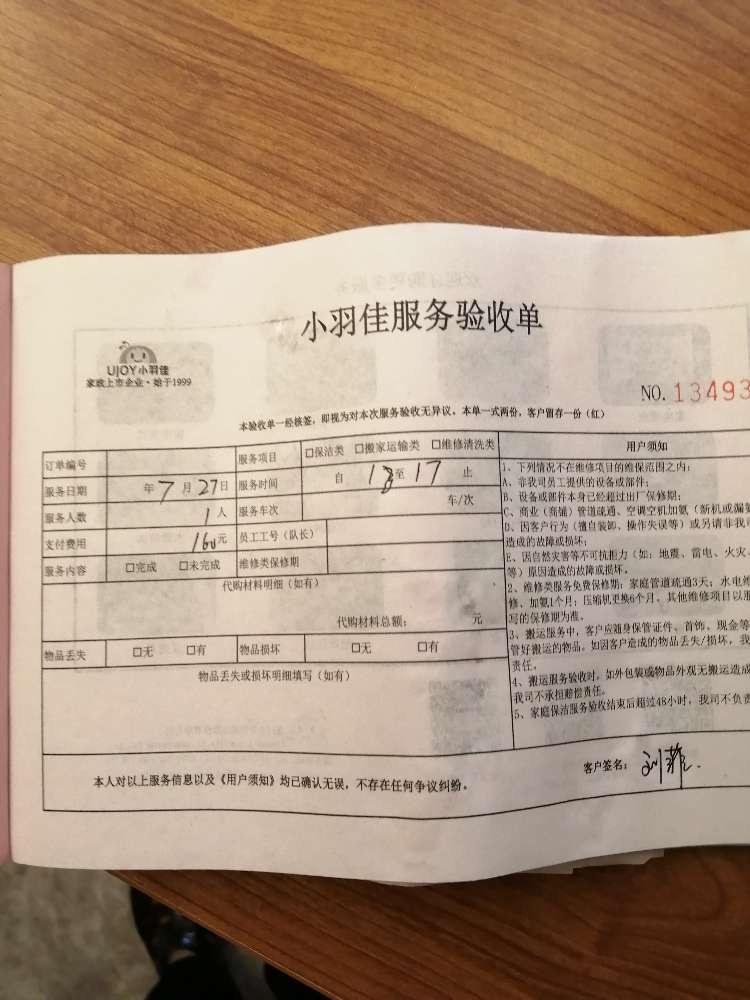 小羽佳服务验收单
UJOY小羽佳
家政上市企业·始于1999
NO. 13493
本验收单一经核签，即视为对本次服务验收无异议。本单一式两份，客户留存一份（红）
订单编号 服务项目 □保洁类 □搬家运输类 □维修清洗类
服务日期 年7月27日 服务时间 自 13 至 17 止
服务人数 1人 服务车次 车/次
支付费用 160元 员工工号（队长）
服务内容 □完成 □未完成 维修类保修期
代购材料明细（如有）
代购材料总额： 元
物品丢失 □无 □有 物品损坏 □无 □有
物品丢失或损坏明细填写（如有）
用户须知
1、下列情况不在维修项目的维保范围之内：
A、非我司员工提供的设备或部件；
B、设备或部件本身已经超过出厂保修期；
C、商业（商铺）管道疏通、空调空机加氨（新机或漏氨
D、因客户行为（擅自装卸，操作失误等）或另请非我司
造成的故障或损坏；
E、因自然灾害等不可抗拒力（如：地震、雷电、火灾、
等）原因造成的故障或损坏。
2、维修类服务免费保修期：家庭管道疏通3天；水电维
修、加氨1个月；压缩机更换6个月。其他维修项目以服
写的保修期为准。
3、搬运服务中，客户应随身保管证件、首饰、现金等
管好搬运的物品。如因客户造成的物品丢失/损坏，我
责任。
4、搬运服务验收时，如外包装或物品外观无搬运造成
我司不承担赔偿责任。
5、家庭保洁服务验收结束后超过48小时，我司不负责
本人对以上服务信息以及《用户须知》均已确认无误，不存在任何争议纠纷。
客户签名：刘菲